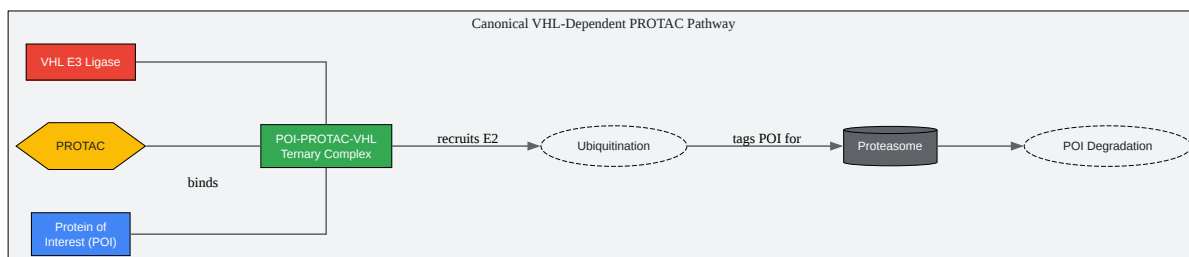 Canonical VHL-Dependent PROTAC Pathway
VHL E3 Ligase
PROTAC
binds
Protein of
Interest (POI)
POI-PROTAC-VHL
Ternary Complex
recruits E2
Ubiquitination
tags POI for
Proteasome
POI Degradation